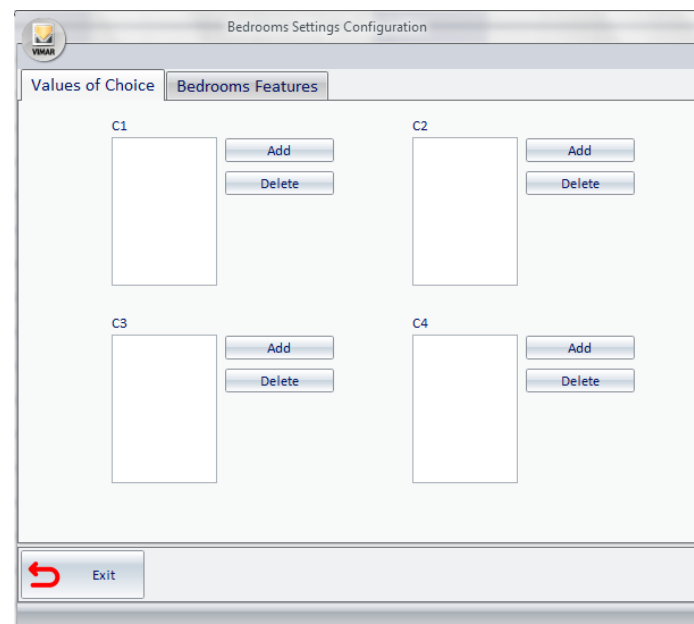 Bedrooms Settings Configuration
VIMAR
Values of Choice Bedrooms Features
C1 C2
Add Add
Delete Delete
C3 C4
Add Add
Delete Delete
Exit